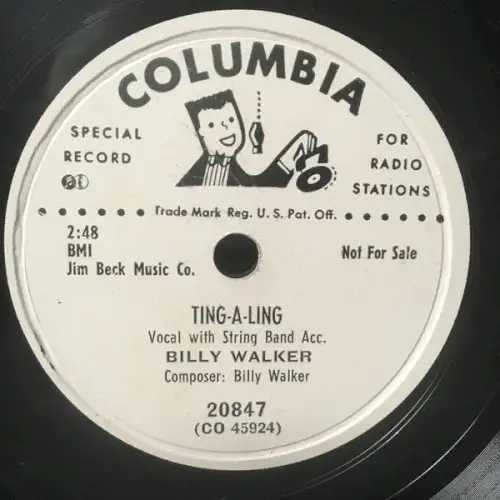 COLUMBIA
SPECIAL
RECORD
FOR
RADIO
STATIONS
Trade Mark Reg. U. S. Pat. Off.
2:48
BMI
Jim Beck Music Co.
Not For Sale
TING-A-LING
Vocal with String Band Acc.
BILLY WALKER
Composer: Billy Walker
20847
(CO 45924)